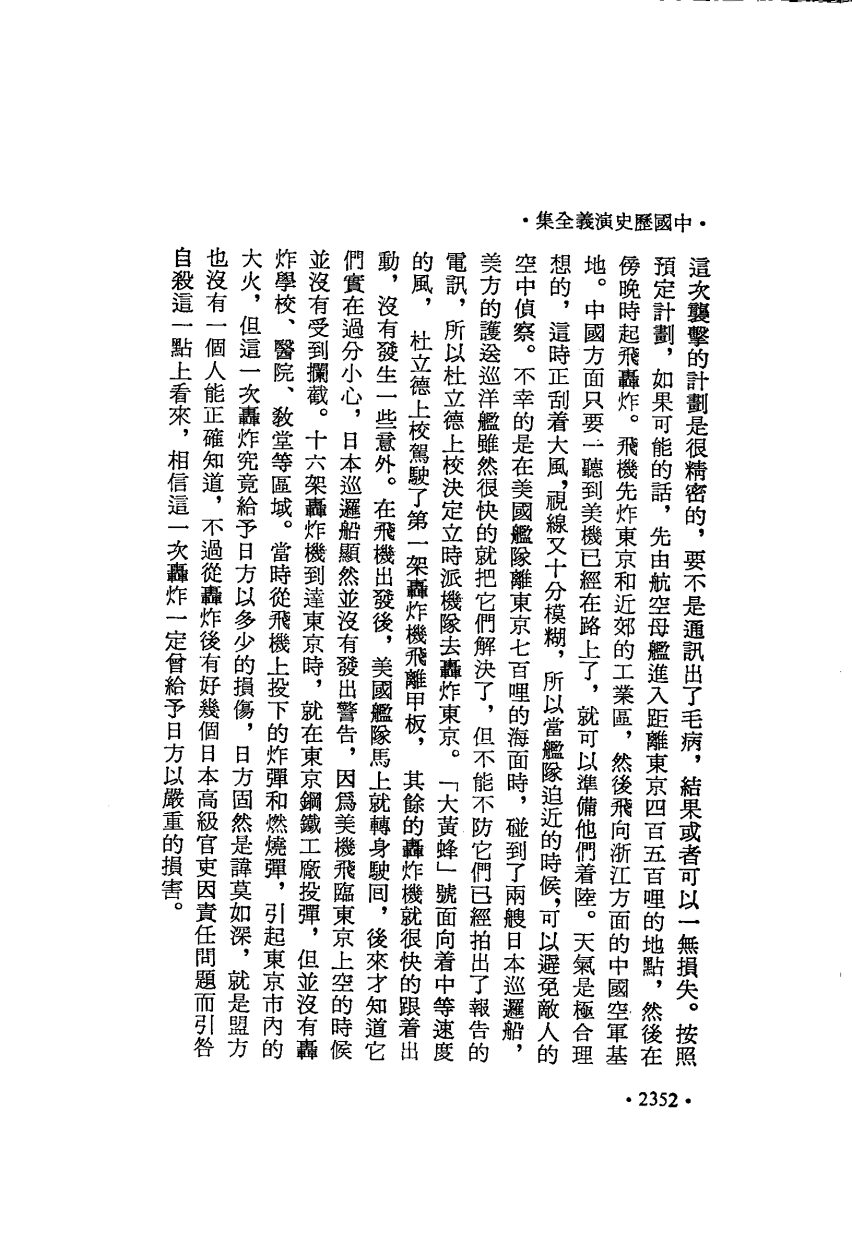 ·中國歷史演義全集·
這次襲擊的計劃是很精密的，要不是通訊出了毛病，結果或者可以一無損失。按照
預定計劃，如果可能的話，先由航空母艦進入距離東京四百五百哩的地點，然後在
傍晚時起飛轟炸。飛機先炸東京和近郊的工業區，然後飛向浙江方面的中國空軍基
地。中國方面只要一聽到美機已經在路上了，就可以準備他們着陸。天氣是極合理
想的，這時正刮着大風，視線又十分模糊，所以當艦隊迫近的時候，可以避免敵人的
空中偵察。不幸的是在美國艦隊離東京七百哩的海面時，碰到了兩艘日本巡邏船，
美方的護送巡洋艦雖然很快的就把它們解決了，但不能不防它們已經拍出了報告的
電訊，所以杜立德上校決定立時派機隊去轟炸東京。「大黃蜂」號面向着中等速度
的風，杜立德上校駕駛了第一架轟炸機飛離甲板，其餘的轟炸機就很快的跟着出
動，沒有發生一些意外。在飛機出發後，美國艦隊馬上就轉身駛回，後來才知道它
們實在過分小心，日本巡邏船顯然並沒有發出警告，因爲美機飛臨東京上空的時候
並沒有受到攔截。十六架轟炸機到達東京時，就在東京鋼鐵工廠投彈，但並沒有轟
炸學校、醫院、教堂等區域。當時從飛機上投下的炸彈和燃燒彈，引起東京市內的
大火，但這一次轟炸究竟給予日方以多少的損傷，日方固然是諱莫如深，就是盟方
也沒有一個人能正確知道，不過從轟炸後有好幾個日本高級官吏因責任問題而引咎
自殺這一點上看來，相信這一次轟炸一定曾給予日方以嚴重的損害。
·2352·